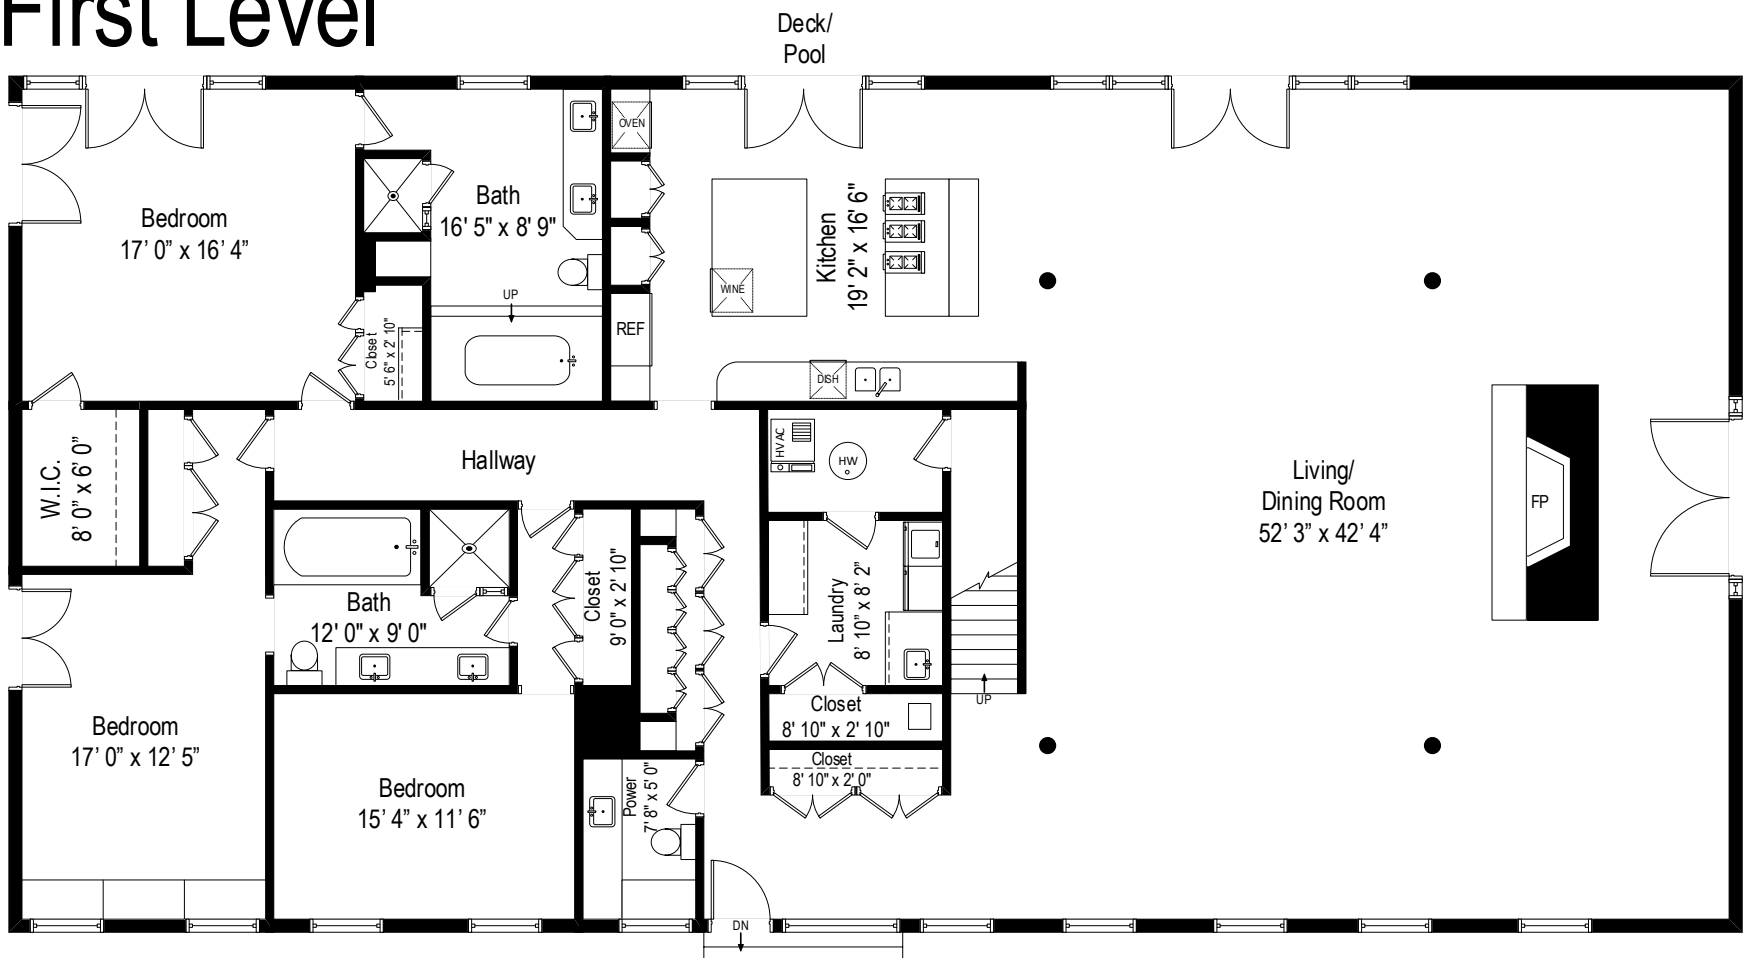 First Level
Deck/
Pool
OVEN
Bath
16' 5" x 8' 9"
Bedroom
17' 0" x 16' 4"
Kitchen
19' 2" x 16' 6"
WINE
UP
REF
Closet
5' 6" x 2' 10"
DISH
W.I.C.
8' 0" x 6' 0"
Hallway
HVAC
HW
Living/
Dining Room
52' 3" x 42' 4"
FP
Closet
9' 0" x 2' 10"
Bath
12' 0" x 9' 0"
Laundry
8' 10" x 8' 2"
UP
Closet
8' 10" x 2' 10"
Bedroom
17' 0" x 12' 5"
Closet
8' 10" x 2' 0"
Bedroom
15' 4" x 11' 6"
Power
7' 8" x 5' 0"
DN